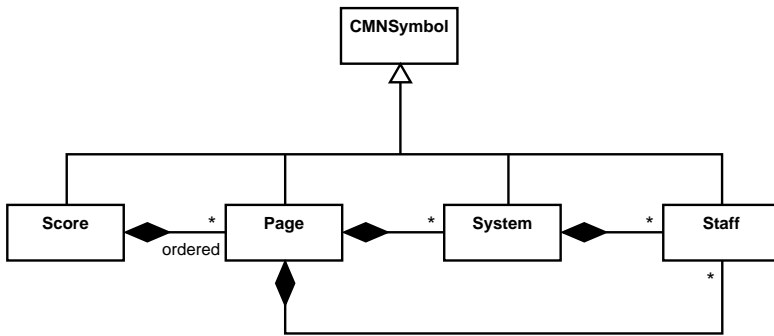 CMNSymbol
Score
*
ordered
Page
*
System
*
Staff
*